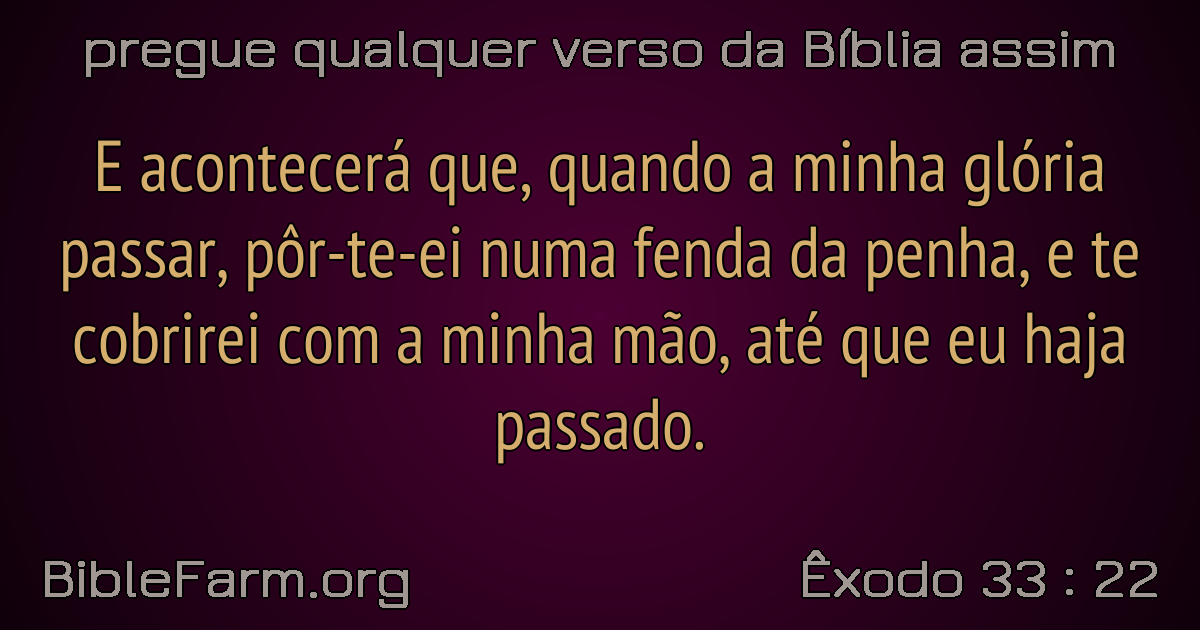 pregue qualquer verso da Bíblia assim
E acontecerá que, quando a minha glória
passar, pôr-te-ei numa fenda da penha, e te
cobrirei com a minha mão, até que eu haja
passado.
BibleFarm.org
Êxodo 33 : 22